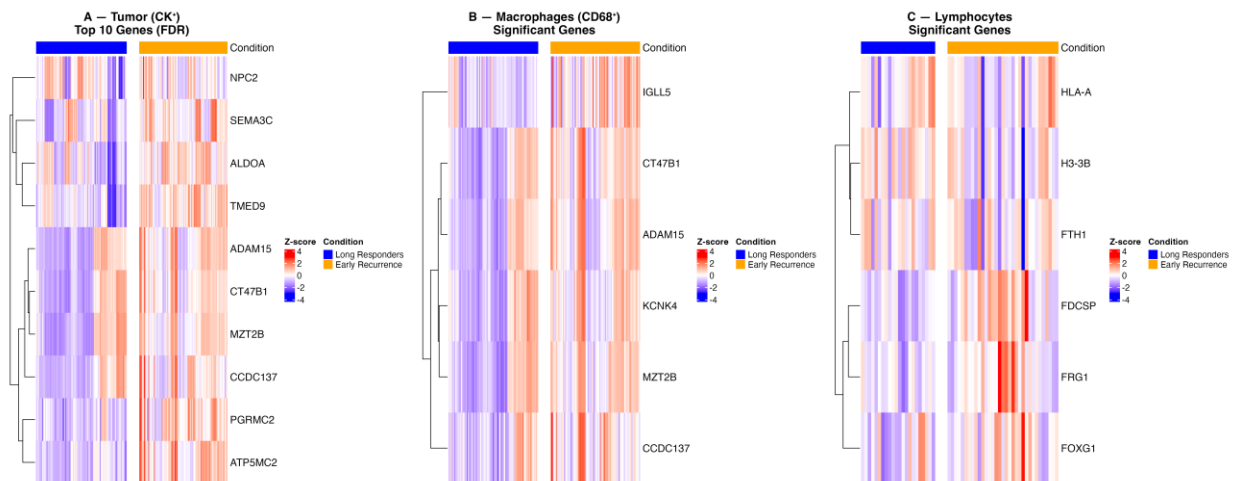 A — Tumor (CK⁺)
Top 10 Genes (FDR)
Condition
NPC2
SEMA3C
ALDOA
TMED9
ADAM15
CT47B1
MZT2B
CCDC137
PGRMC2
ATP5MC2
Z-score
4
2
0
-2
-4
Condition
Long Responders
Early Recurrence
B — Macrophages (CD68⁺)
Significant Genes
Condition
IGLL5
CT47B1
ADAM15
KCNK4
MZT2B
CCDC137
Z-score
4
2
0
-2
-4
Condition
Long Responders
Early Recurrence
C — Lymphocytes
Significant Genes
Condition
HLA-A
H3-3B
FTH1
FDCSP
FRG1
FOXG1
Z-score
4
2
0
-2
-4
Condition
Long Responders
Early Recurrence